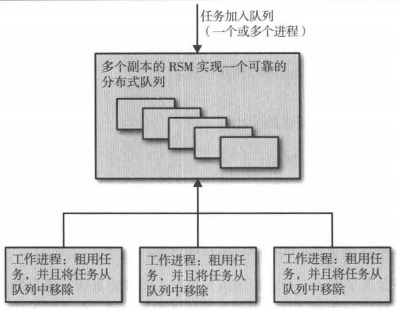 任务加入队列
（一个或多个进程）
多个副本的 RSM 实现一个可靠的
分布式队列
工作进程：租用任
务，并且将任务从
队列中移除
工作进程：租用任
务，并且将任务从
队列中移除
工作进程：租用任
务，并且将任务从
队列中移除